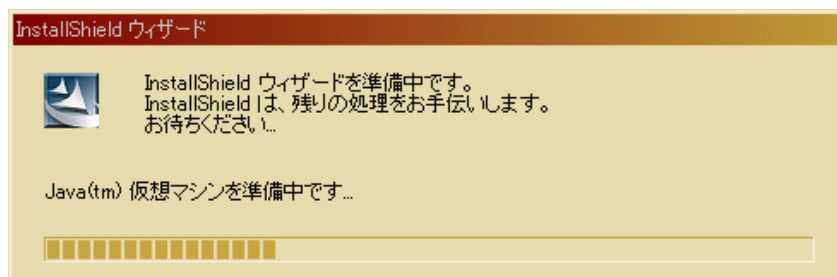 InstallShield ウィザード
InstallShield ウィザードを準備中です。
InstallShield は、残りの処理をお手伝いします。
お待ちください...
Java(tm) 仮想マシンを準備中です...